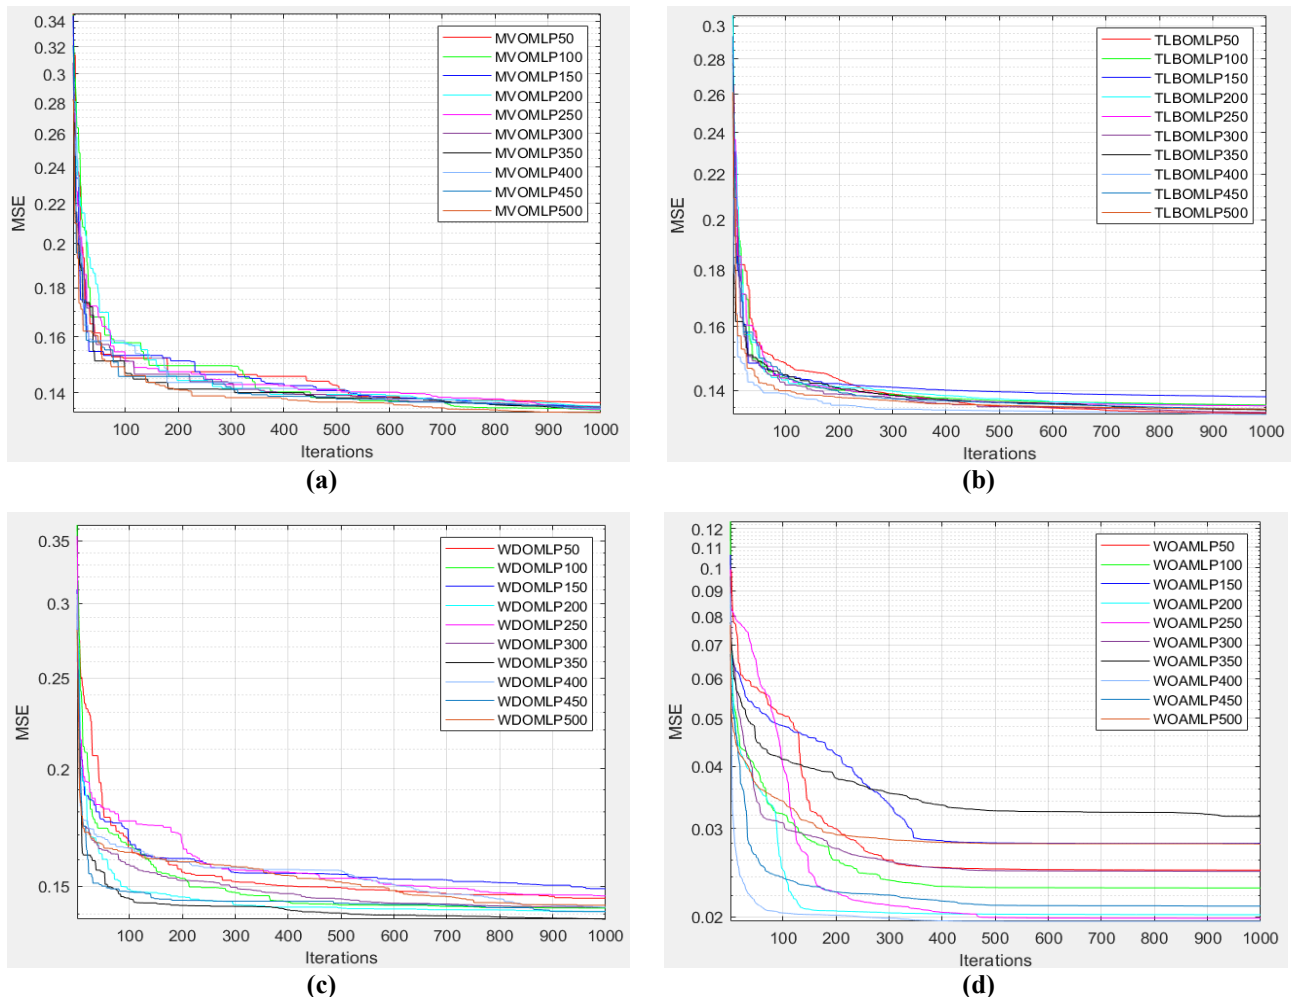 0.34
0.32
0.3
0.28
0.26
0.24
0.22
0.2
0.18
0.16
0.14
MSE
100 200 300 400 500 600 700 800 900 1000
Iterations
MVOMLP50
MVOMLP100
MVOMLP150
MVOMLP200
MVOMLP250
MVOMLP300
MVOMLP350
MVOMLP400
MVOMLP450
MVOMLP500
(a)
0.3
0.28
0.26
0.24
0.22
0.2
0.18
0.16
0.14
MSE
100 200 300 400 500 600 700 800 900 1000
Iterations
TLBOMLP50
TLBOMLP100
TLBOMLP150
TLBOMLP200
TLBOMLP250
TLBOMLP300
TLBOMLP350
TLBOMLP400
TLBOMLP450
TLBOMLP500
(b)
0.35
0.3
0.25
0.2
0.15
MSE
100 200 300 400 500 600 700 800 900 1000
Iterations
WDOMLP50
WDOMLP100
WDOMLP150
WDOMLP200
WDOMLP250
WDOMLP300
WDOMLP350
WDOMLP400
WDOMLP450
WDOMLP500
(c)
0.12
0.11
0.1
0.09
0.08
0.07
0.06
0.05
0.04
0.03
0.02
MSE
100 200 300 400 500 600 700 800 900 1000
Iterations
WOAMLP50
WOAMLP100
WOAMLP150
WOAMLP200
WOAMLP250
WOAMLP300
WOAMLP350
WOAMLP400
WOAMLP450
WOAMLP500
(d)